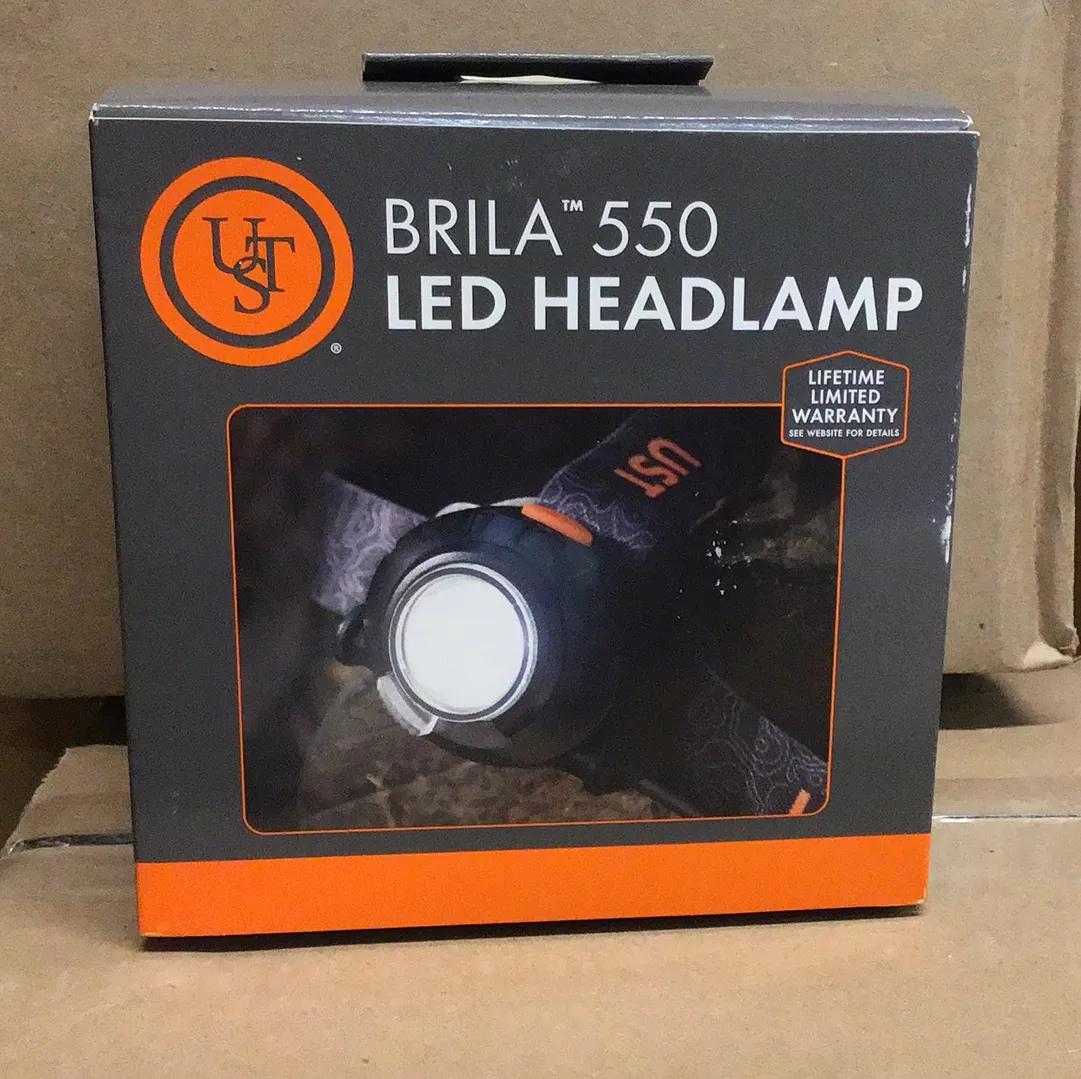 UST
®
BRILA™ 550
LED HEADLAMP
LIFETIME
LIMITED
WARRANTY
SEE WEBSITE FOR DETAILS
UST